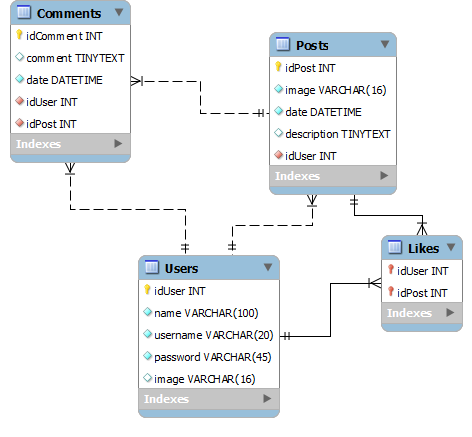 Comments
idComment INT
comment TINYTEXT
date DATETIME
idUser INT
idPost INT
Indexes
Posts
idPost INT
image VARCHAR(16)
date DATETIME
description TINYTEXT
idUser INT
Indexes
Users
idUser INT
name VARCHAR(100)
username VARCHAR(20)
password VARCHAR(45)
image VARCHAR(16)
Indexes
Likes
idUser INT
idPost INT
Indexes